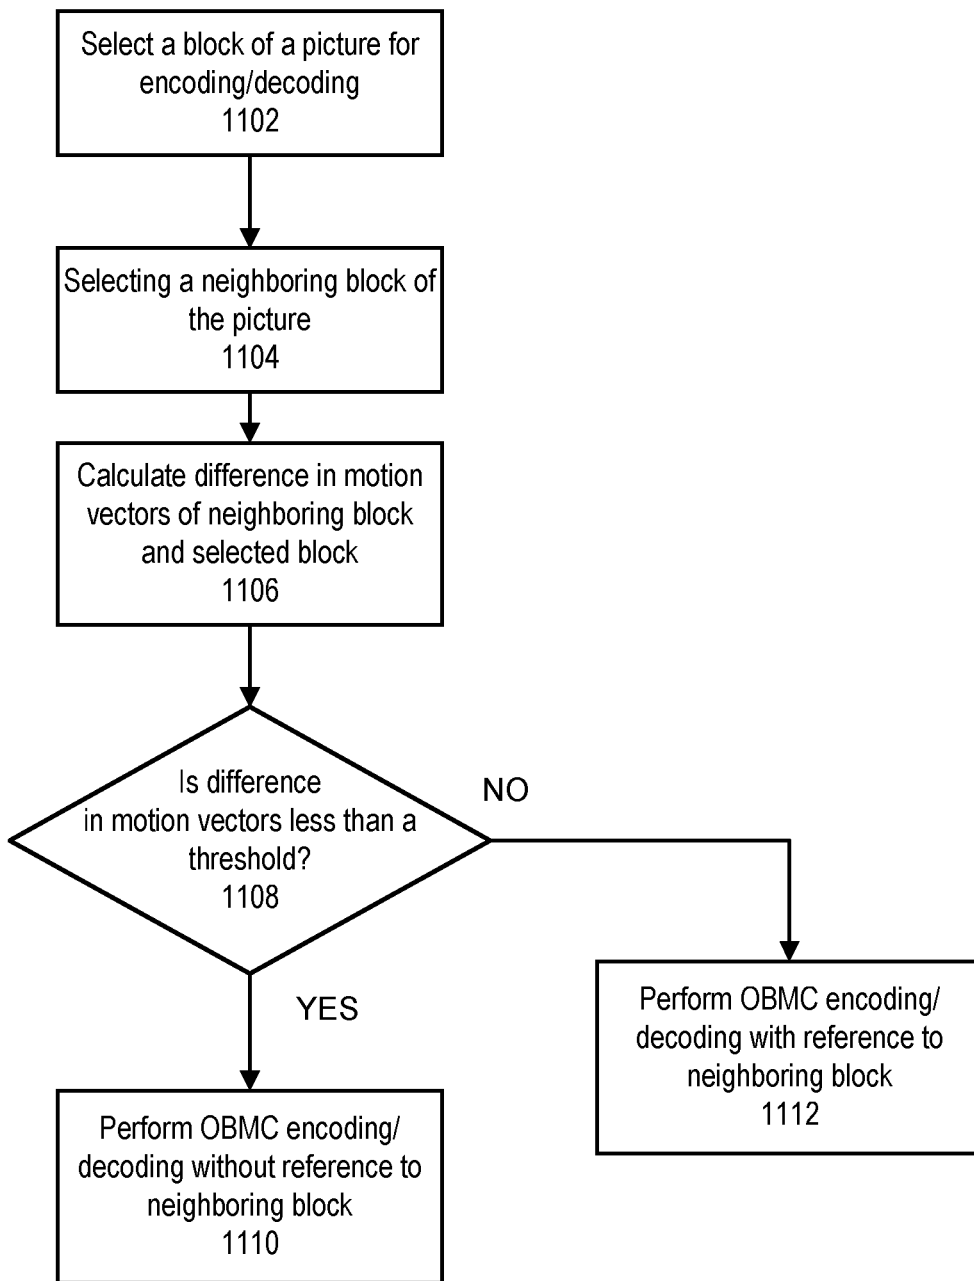 Select a block of a picture for
encoding/decoding
1102
Selecting a neighboring block of
the picture
1104
Calculate difference in motion
vectors of neighboring block
and selected block
1106
Is difference
in motion vectors less than a
threshold?
1108
NO
YES
Perform OBMC encoding/
decoding with reference to
neighboring block
1112
Perform OBMC encoding/
decoding without reference to
neighboring block
1110